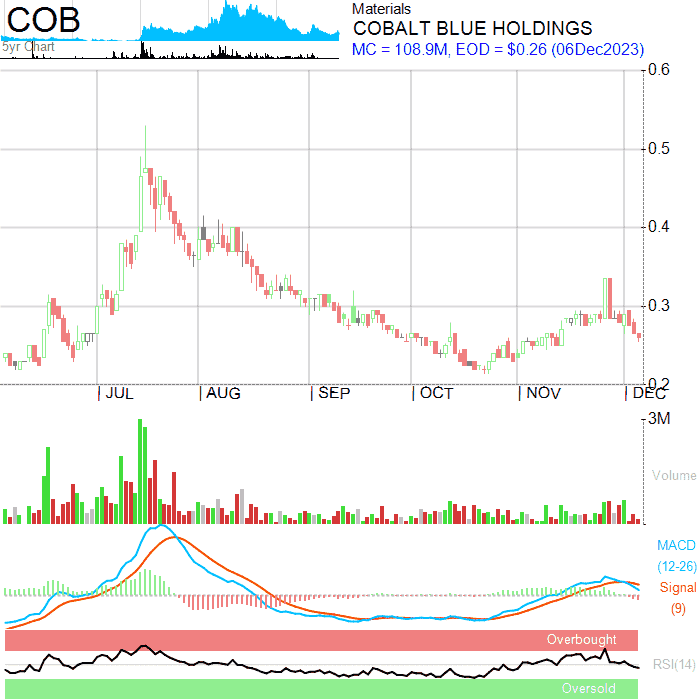 COB
5yr Chart
Materials
COBALT BLUE HOLDINGS
MC = 108.9M, EOD = $0.26 (06Dec2023)
0.6
0.5
0.4
0.3
0.2
JUL AUG SEP OCT NOV DEC
3M
Volume
MACD
(12-26)
Signal
(9)
Overbought
RSI(14)
Oversold